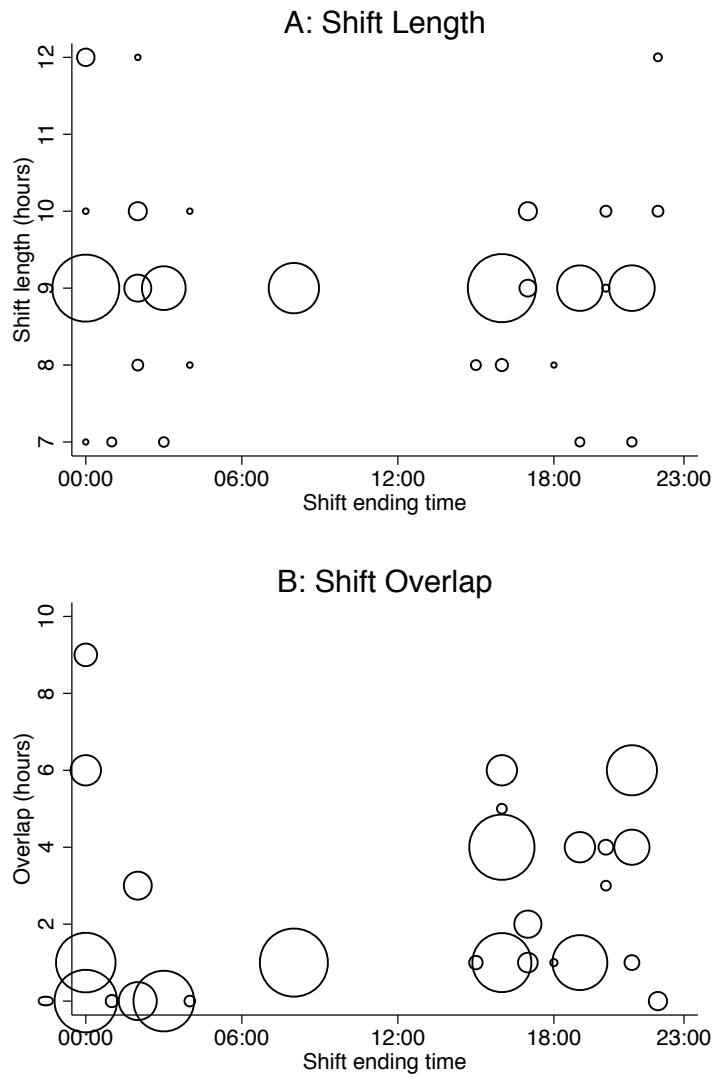 A: Shift Length
12
11
10
9
8
7
Shift length (hours)
00:00 06:00 12:00 18:00 23:00
Shift ending time
B: Shift Overlap
10
8
6
4
2
0
Overlap (hours)
00:00 06:00 12:00 18:00 23:00
Shift ending time